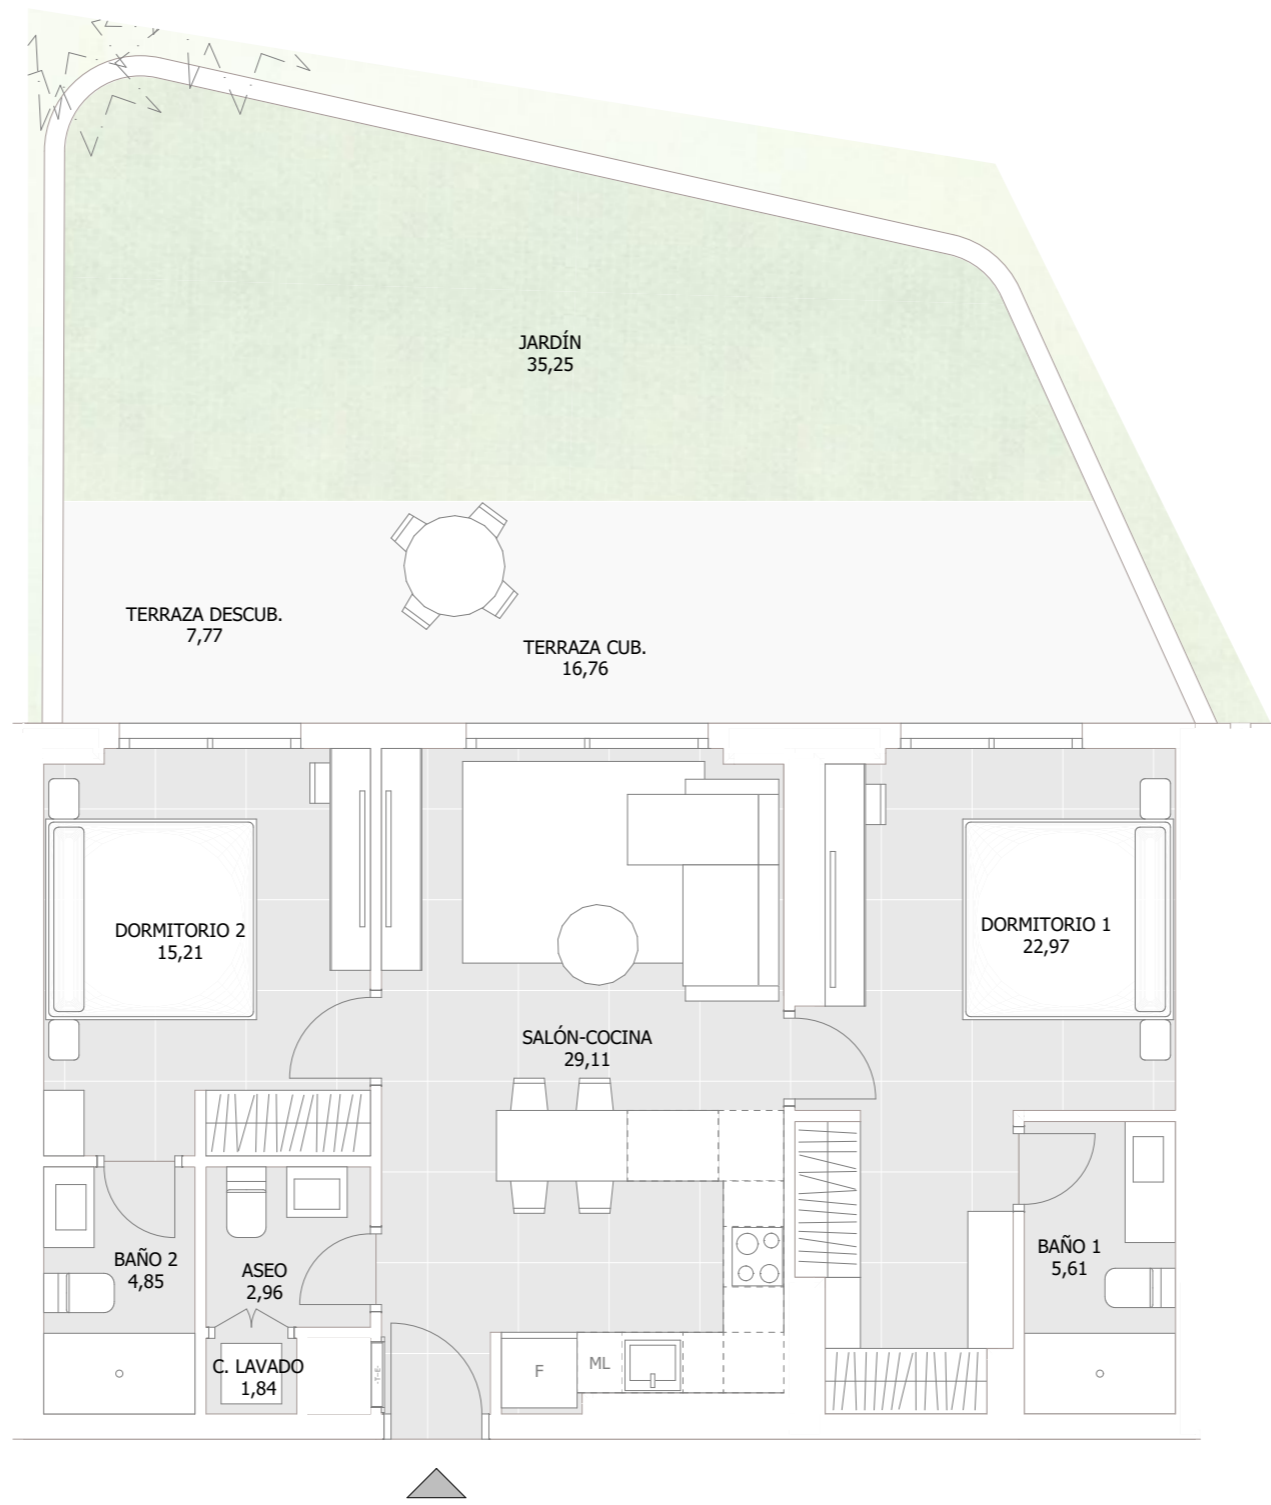 JARDÍN
35,25
TERRAZA DESCUB.
7,77
TERRAZA CUB.
16,76
DORMITORIO 2
15,21
DORMITORIO 1
22,97
SALÓN-COCINA
29,11
BAÑO 2
4,85
ASEO
2,96
BAÑO 1
5,61
C. LAVADO
1,84
-T-E-
F
ML